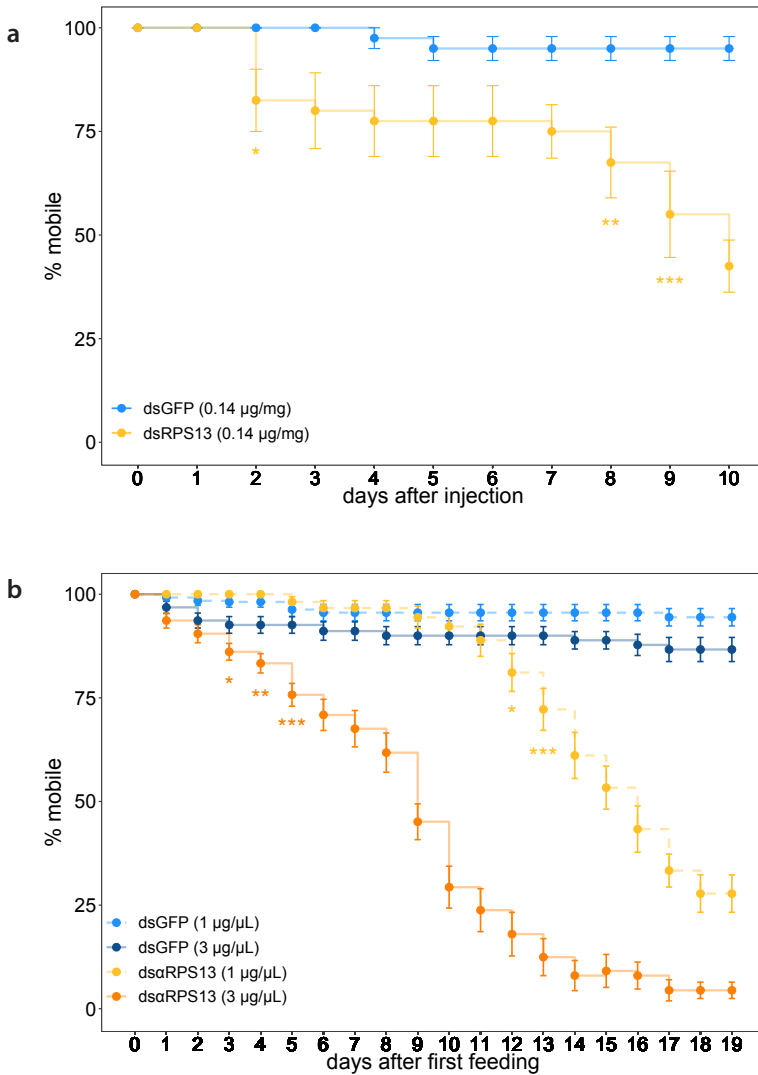 a
100
75
50
25
0
% mobile
*
**
***
dsGFP (0.14 µg/mg)
dsRPS13 (0.14 µg/mg)
0 1 2 3 4 5 6 7 8 9 10
days after injection
b
100
75
50
25
0
% mobile
*
**
***
*
***
dsGFP (1 µg/µL)
dsGFP (3 µg/µL)
dsαRPS13 (1 µg/µL)
dsαRPS13 (3 µg/µL)
0 1 2 3 4 5 6 7 8 9 10 11 12 13 14 15 16 17 18 19
days after first feeding